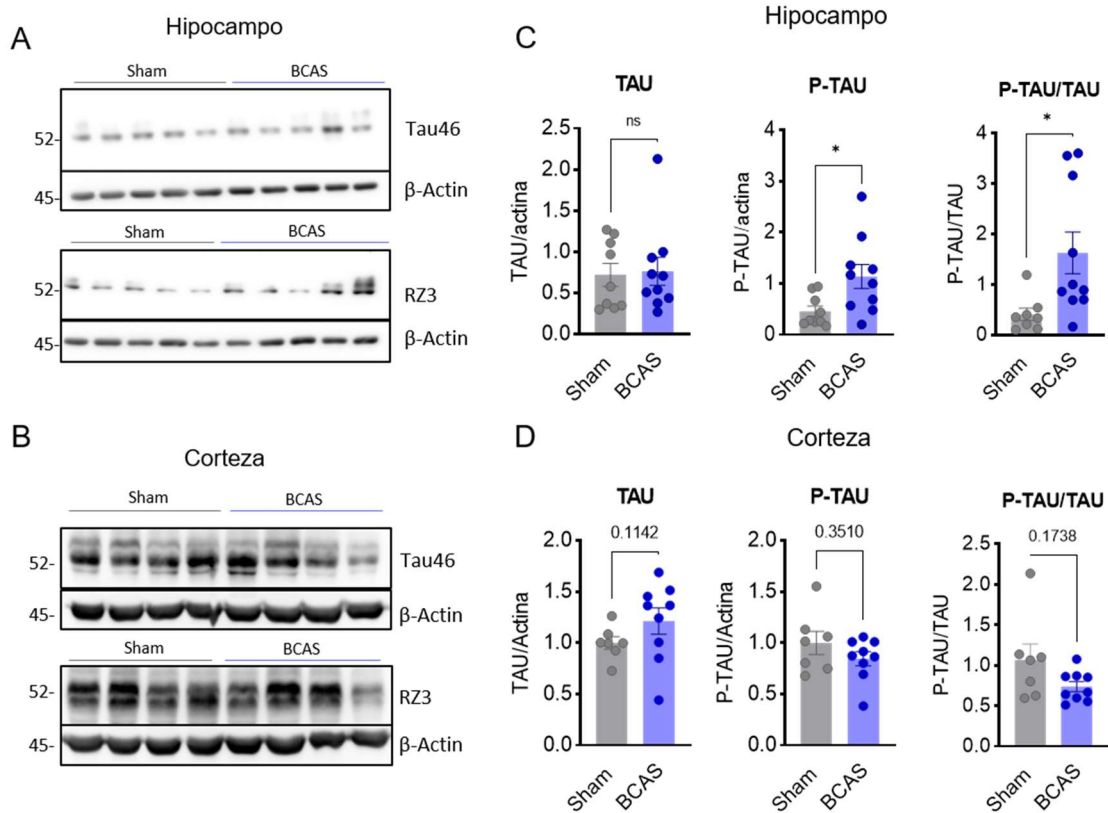 A
Hipocampo
Sham BCAS
52-
Tau46
45-
β-Actin
Sham BCAS
52-
RZ3
45-
β-Actin
B
Corteza
Sham BCAS
52-
Tau46
45-
β-Actin
Sham BCAS
52-
RZ3
45-
β-Actin
C
Hipocampo
TAU
ns
TAU/actina
2.5
2.0
1.5
1.0
0.5
0.0
Sham
BCAS
P-TAU
*
P-TAU/actina
4
3
2
1
0
Sham
BCAS
P-TAU/TAU
*
P-TAU/TAU
4
3
2
1
0
Sham
BCAS
D
Corteza
TAU
0.1142
TAU/Actina
2.0
1.5
1.0
0.5
0.0
Sham
BCAS
P-TAU
0.3510
P-TAU/Actina
2.0
1.5
1.0
0.5
0.0
Sham
BCAS
P-TAU/TAU
0.1738
P-TAU/TAU
2.5
2.0
1.5
1.0
0.5
0.0
Sham
BCAS